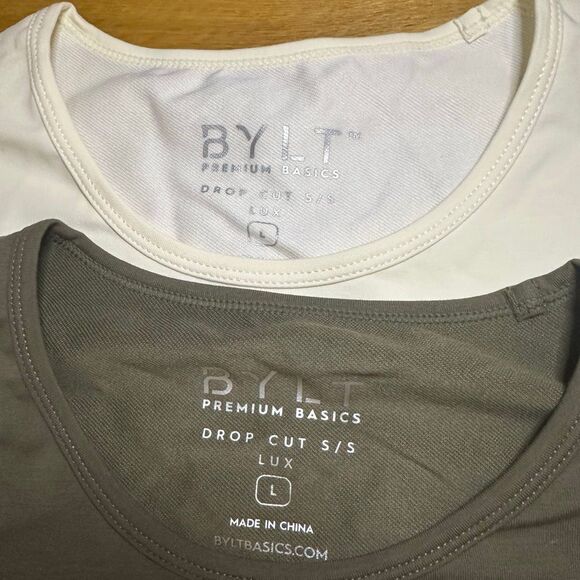 BYLT™
PREMIUM BASICS
DROP CUT S/S
LUX
L
BYLT
PREMIUM BASICS
DROP CUT S/S
LUX
L
MADE IN CHINA
BYLTBASICS.COM